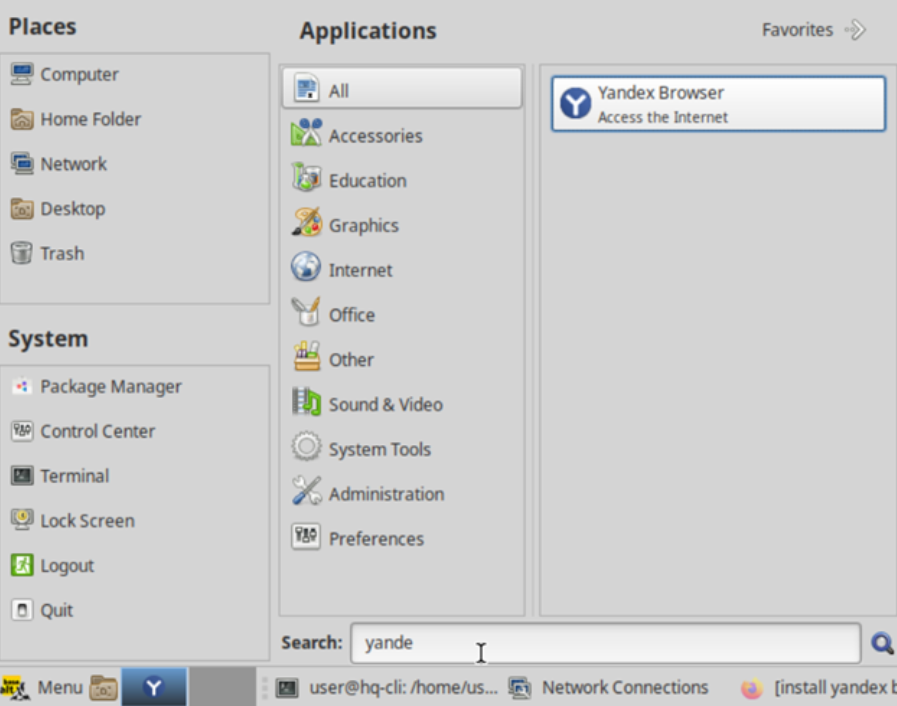 Places
Computer
Home Folder
Network
Desktop
Trash
System
Package Manager
Control Center
Terminal
Lock Screen
Logout
Quit
Applications
Favorites
All
Accessories
Education
Graphics
Internet
Office
Other
Sound & Video
System Tools
Administration
Preferences
Yandex Browser
Access the Internet
Search: yande
Menu
user@hq-cli: /home/us...
Network Connections
[install yandex b